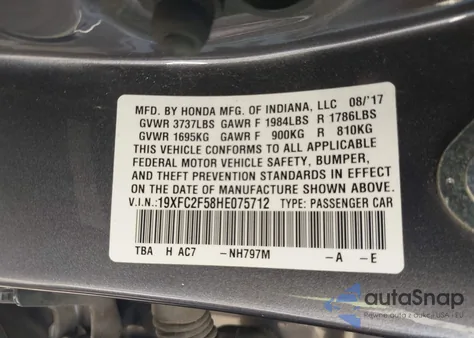 MFD. BY HONDA MFG. OF INDIANA, LLC 08/'17
GVWR 3737LBS GAWR F 1984LBS R 1786LBS
GVWR 1695KG GAWR F 900KG R 810KG
THIS VEHICLE CONFORMS TO ALL APPLICABLE
FEDERAL MOTOR VEHICLE SAFETY, BUMPER,
AND THEFT PREVENTION STANDARDS IN EFFECT
ON THE DATE OF MANUFACTURE SHOWN ABOVE.
V.I.N.:19XFC2F58HE075712 TYPE: PASSENGER CAR
TBA H AC7 -NH797M -A -E
autaSnap